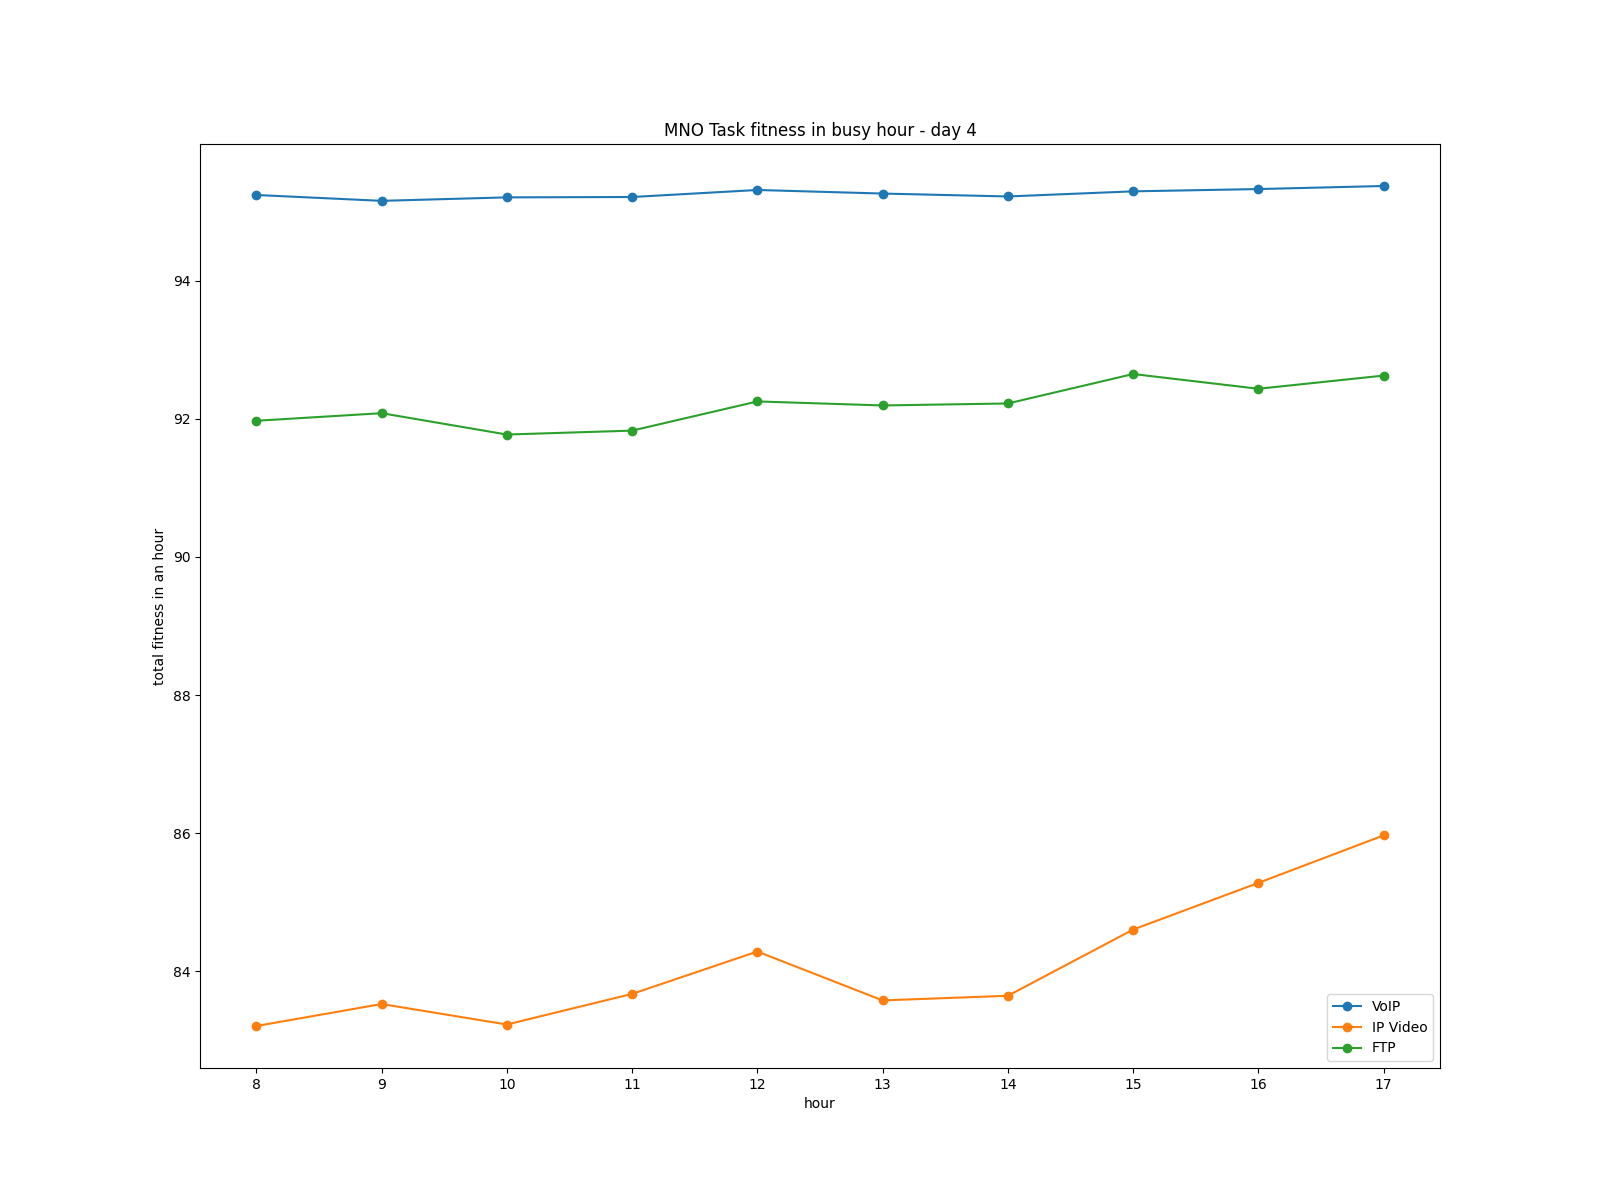 MNO Task fitness in busy hour - day 4
total fitness in an hour
94
92
90
88
86
84
8 9 10 11 12 13 14 15 16 17
hour
VoIP
IP Video
FTP